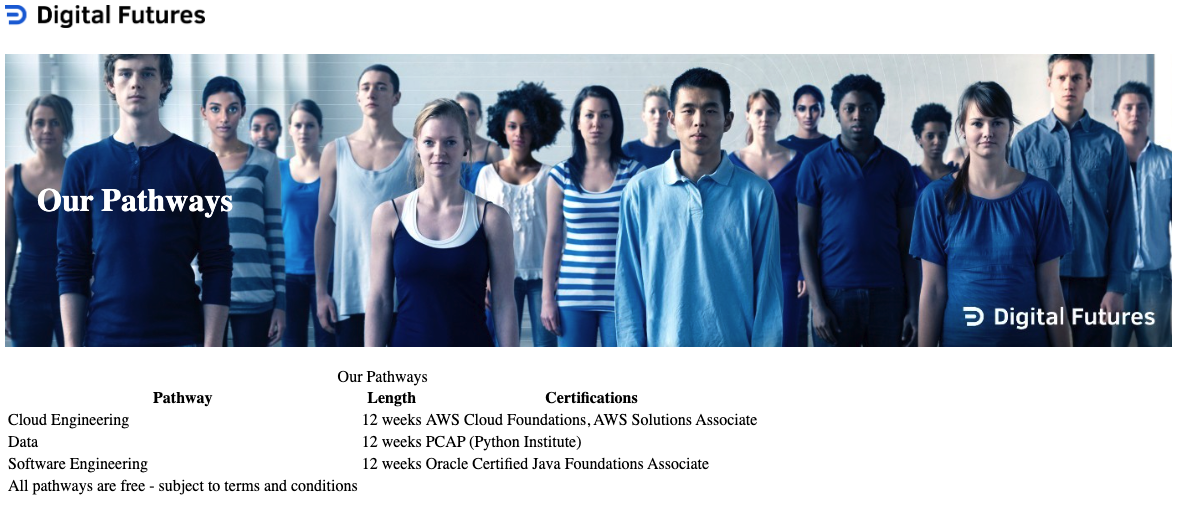 Digital Futures
Our Pathways
Digital Futures
Our Pathways
Pathway Length Certifications
Cloud Engineering 12 weeks AWS Cloud Foundations, AWS Solutions Associate
Data 12 weeks PCAP (Python Institute)
Software Engineering 12 weeks Oracle Certified Java Foundations Associate
All pathways are free - subject to terms and conditions